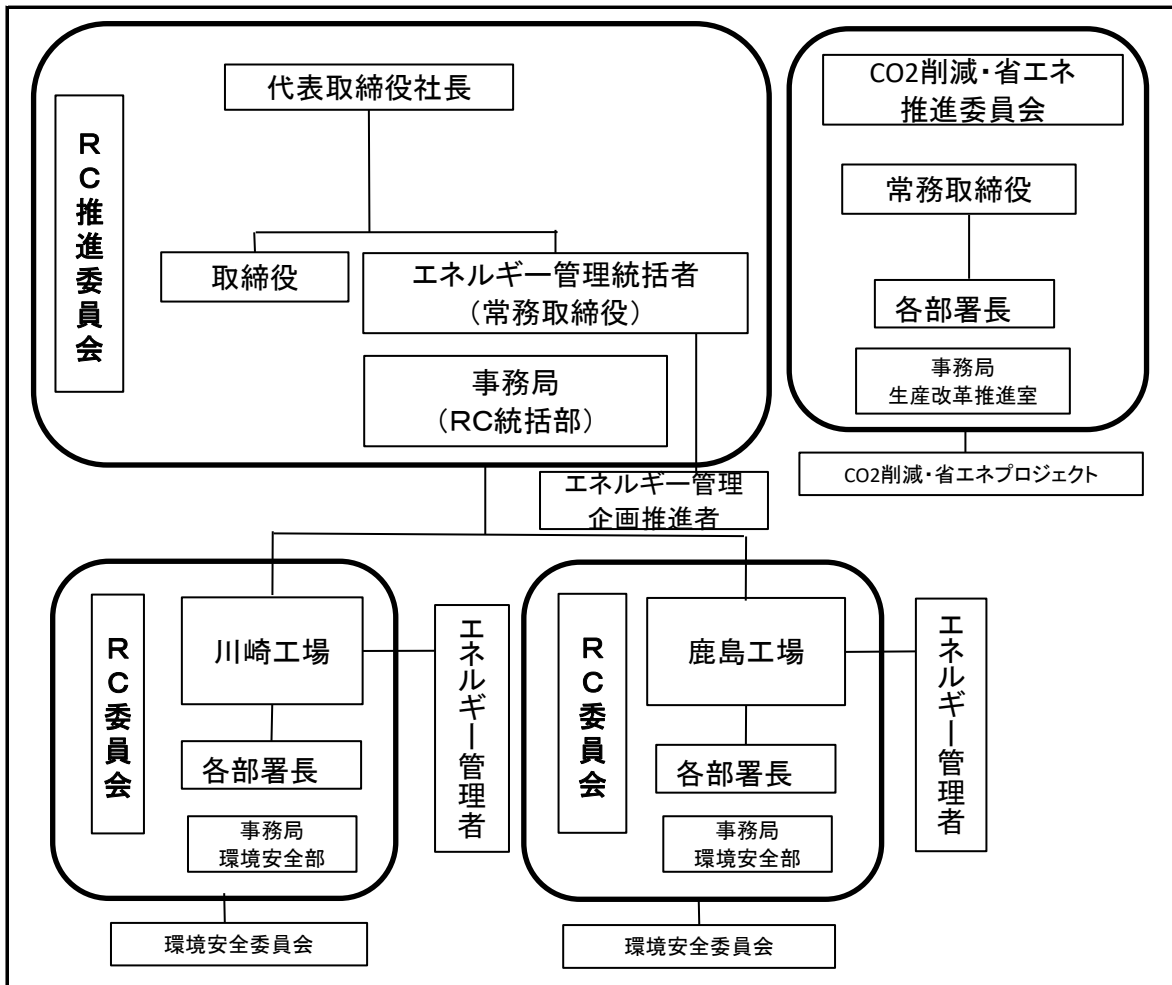 代表取締役社長
RC推進委員会
取締役
エネルギー管理統括者
（常務取締役）
事務局
（RC統括部）
CO2削減・省エネ
推進委員会
常務取締役
各部署長
事務局
生産改革推進室
CO2削減・省エネプロジェクト
エネルギー管理
企画推進者
RC委員会
川崎工場
各部署長
事務局
環境安全部
エネルギー管理者
環境安全委員会
RC委員会
鹿島工場
各部署長
事務局
環境安全部
エネルギー管理者
環境安全委員会